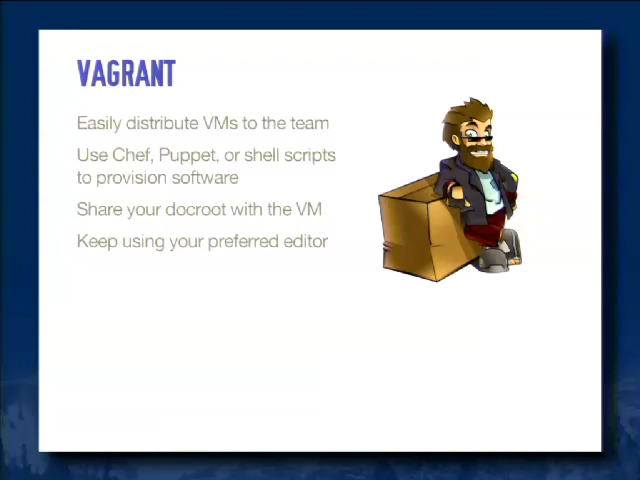 VAGRANT
Easily distribute VMs to the team
Use Chef, Puppet, or shell scripts
to provision software
Share your docroot with the VM
Keep using your preferred editor